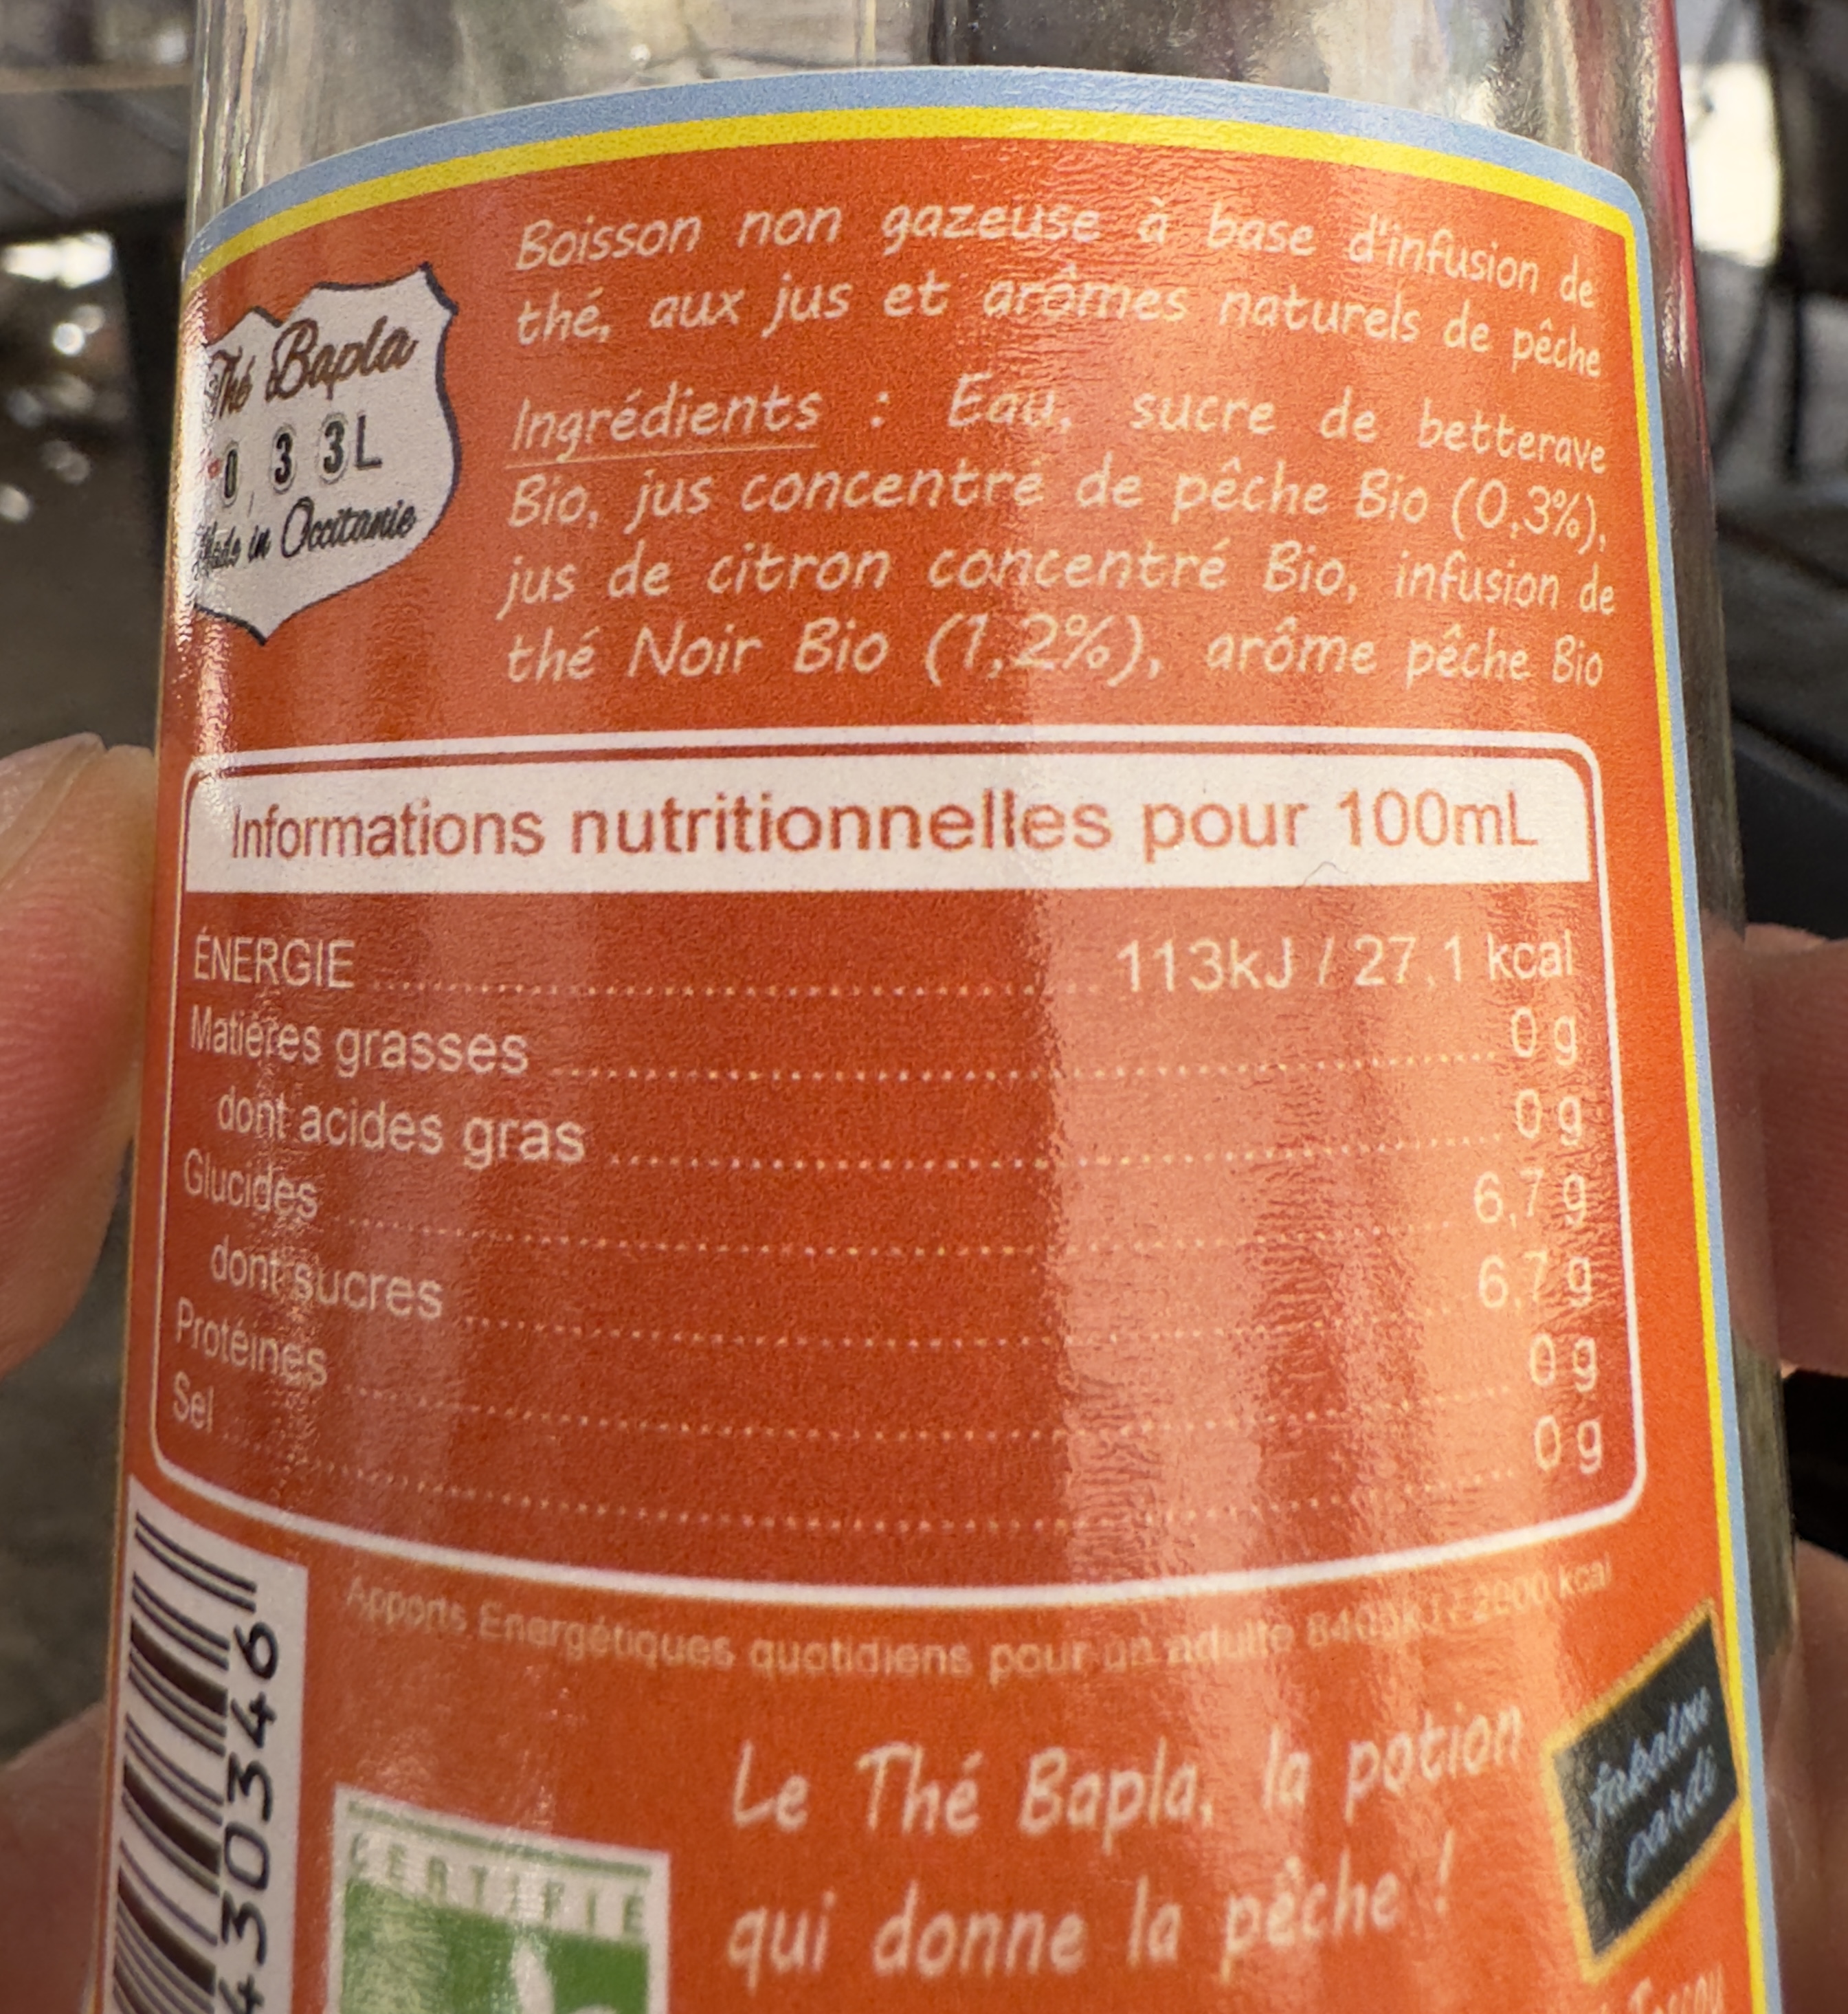 Boisson non gazeuse à base d'infusion de
thé, aux jus et arômes naturels de pêche
Thé Bapla
0,33L
Made in Occitanie
Ingrédients : Eau, sucre de betterave
Bio, jus concentré de pêche Bio (0,3%),
jus de citron concentré Bio, infusion de
thé Noir Bio (1,2%), arôme pêche Bio
Informations nutritionnelles pour 100mL
ÉNERGIE 113kJ / 27,1 kcal
Matières grasses 0 g
dont acides gras 0 g
Glucides 6,7 g
dont sucres 6,7 g
Protéines 0 g
Sel 0 g
Apports Énergétiques quotidiens pour un adulte 8400kJ / 2000 kcal
430346
Le Thé Bapla, la potion
qui donne la pêche !
CERTIFIÉ